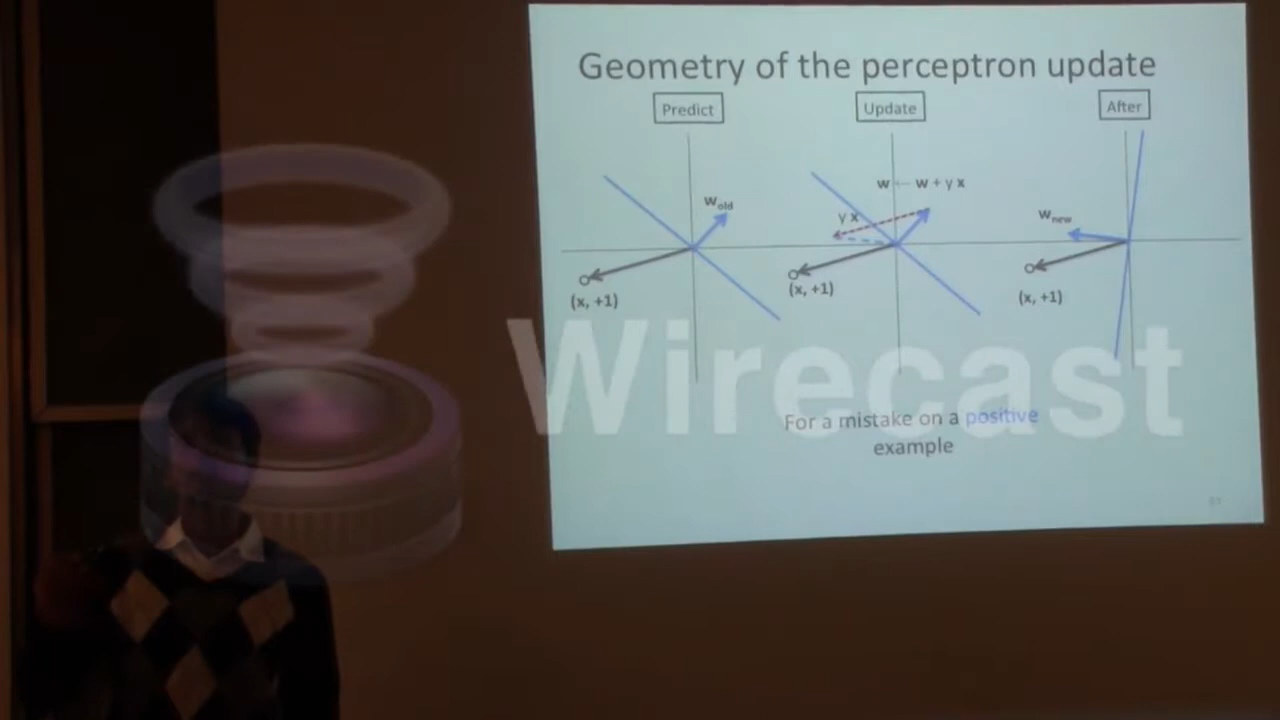 Geometry of the perceptron update
Predict
Update
After
w_old
w ← w + y x
y x
w_new
(x, +1)
(x, +1)
(x, +1)
Wirecast
For a mistake on a positive
example